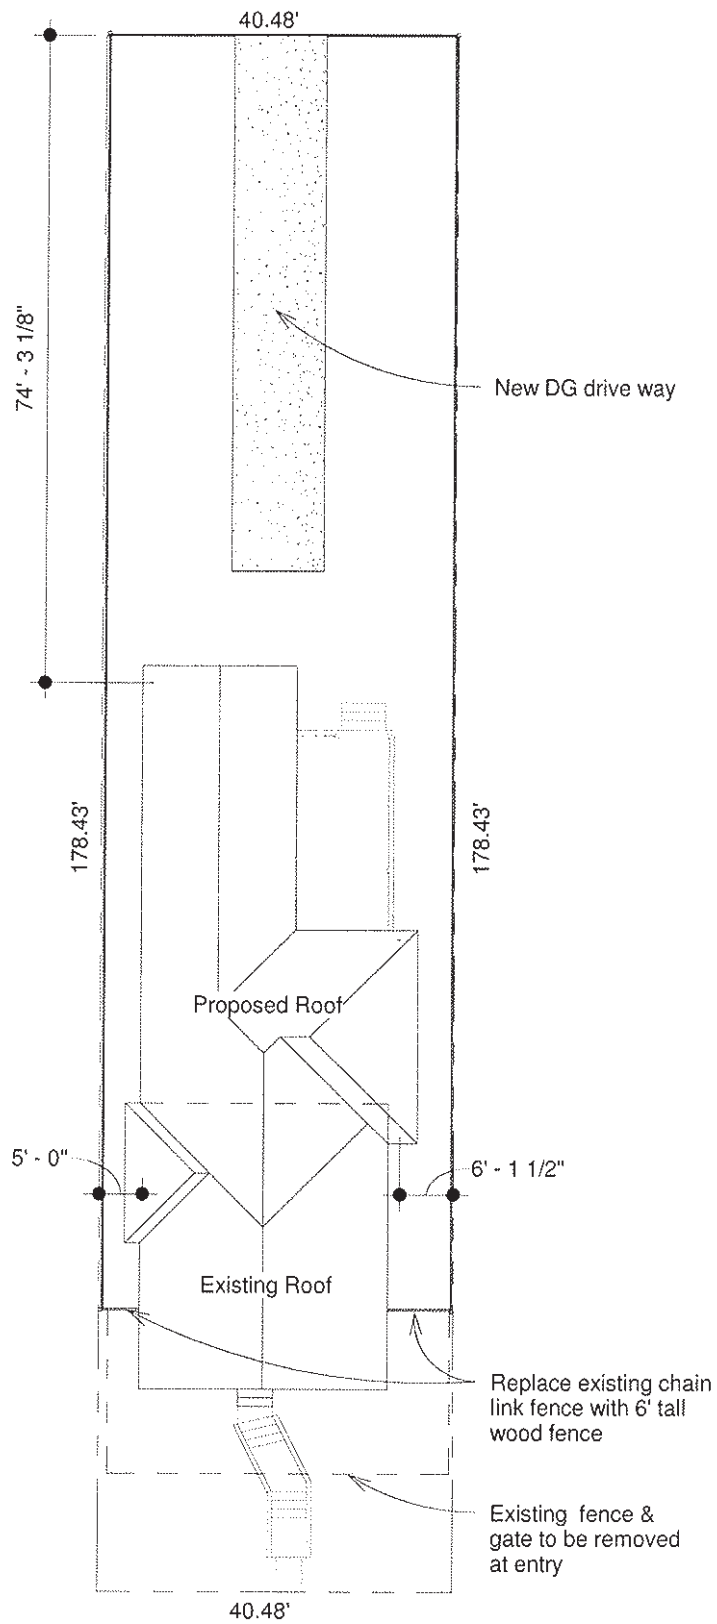 40.48'
74' - 3 1/8"
New DG drive way
178.43'
178.43'
Proposed Roof
5' - 0"
6' - 1 1/2"
Existing Roof
Replace existing chain
link fence with 6' tall
wood fence
Existing fence &
gate to be removed
at entry
40.48'